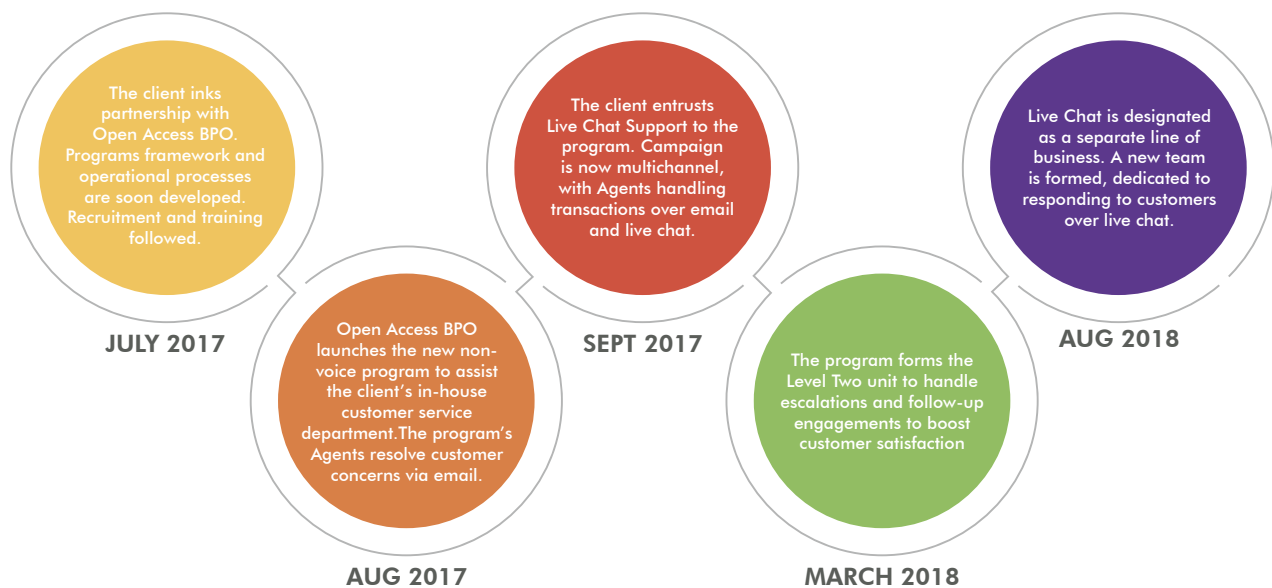 The client inks
partnership with
Open Access BPO.
Programs framework and
operational processes
are soon developed.
Recruitment and training
followed.
JULY 2017
Open Access BPO
launches the new non-
voice program to assist
the client's in-house
customer service
department.The program's
Agents resolve customer
concerns via email.
AUG 2017
The client entrusts
Live Chat Support to the
program. Campaign
is now multichannel,
with Agents handling
transactions over email
and live chat.
SEPT 2017
The program forms the
Level Two unit to handle
escalations and follow-up
engagements to boost
customer satisfaction
MARCH 2018
Live Chat is designated
as a separate line of
business. A new team
is formed, dedicated to
responding to customers
over live chat.
AUG 2018